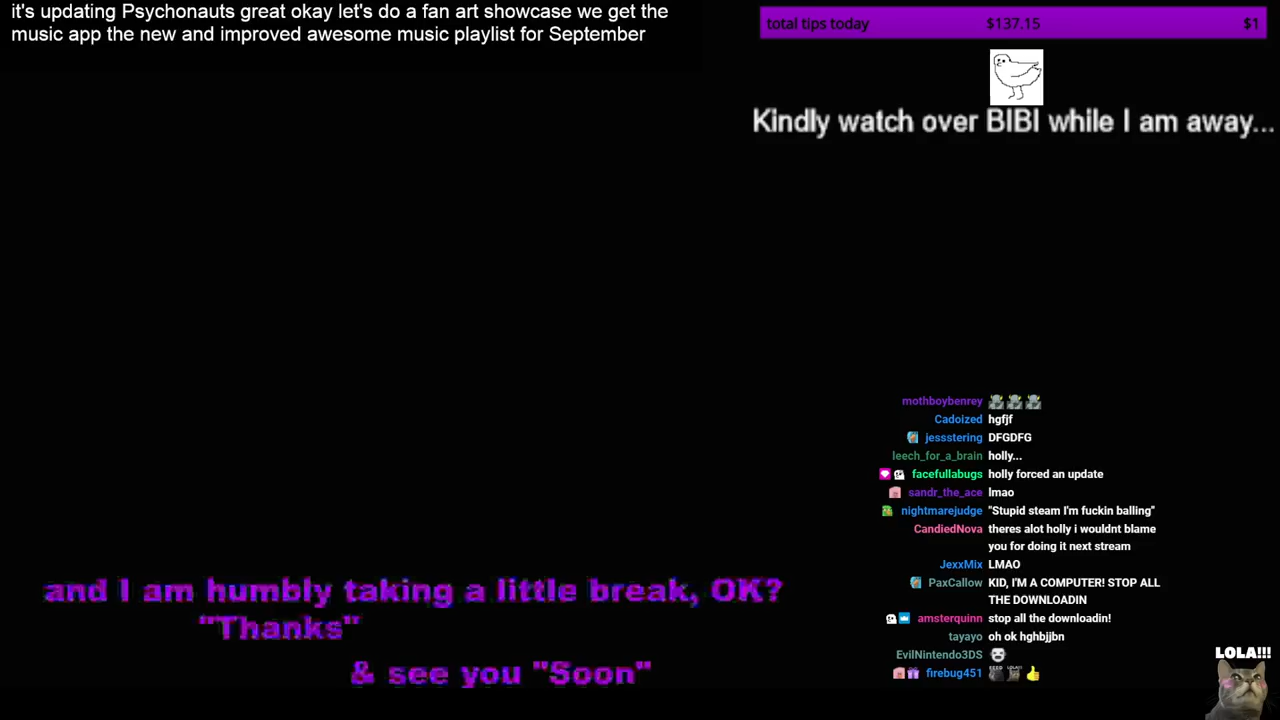 it's updating Psychonauts great okay let's do a fan art showcase we get the
music app the new and improved awesome music playlist for September
total tips today $137.15 $1
Kindly watch over BIBI while I am away...
mothboybenrey
Cadoized hgfjf
jessstering DFGDFG
leech_for_a_brain holly...
facefullabugs holly forced an update
sandr_the_ace lmao
nightmarejudge "Stupid steam I'm fuckin balling"
CandiedNova theres alot holly i wouldnt blame
you for doing it next stream
JexxMix LMAO
PaxCallow KID, I'M A COMPUTER! STOP ALL
THE DOWNLOADIN
amsterquinn stop all the downloadin!
tayayo oh ok hghbjjbn
EvilNintendo3DS
firebug451
and I am humbly taking a little break, OK?
"Thanks"
& see you "Soon"
LOLA!!!